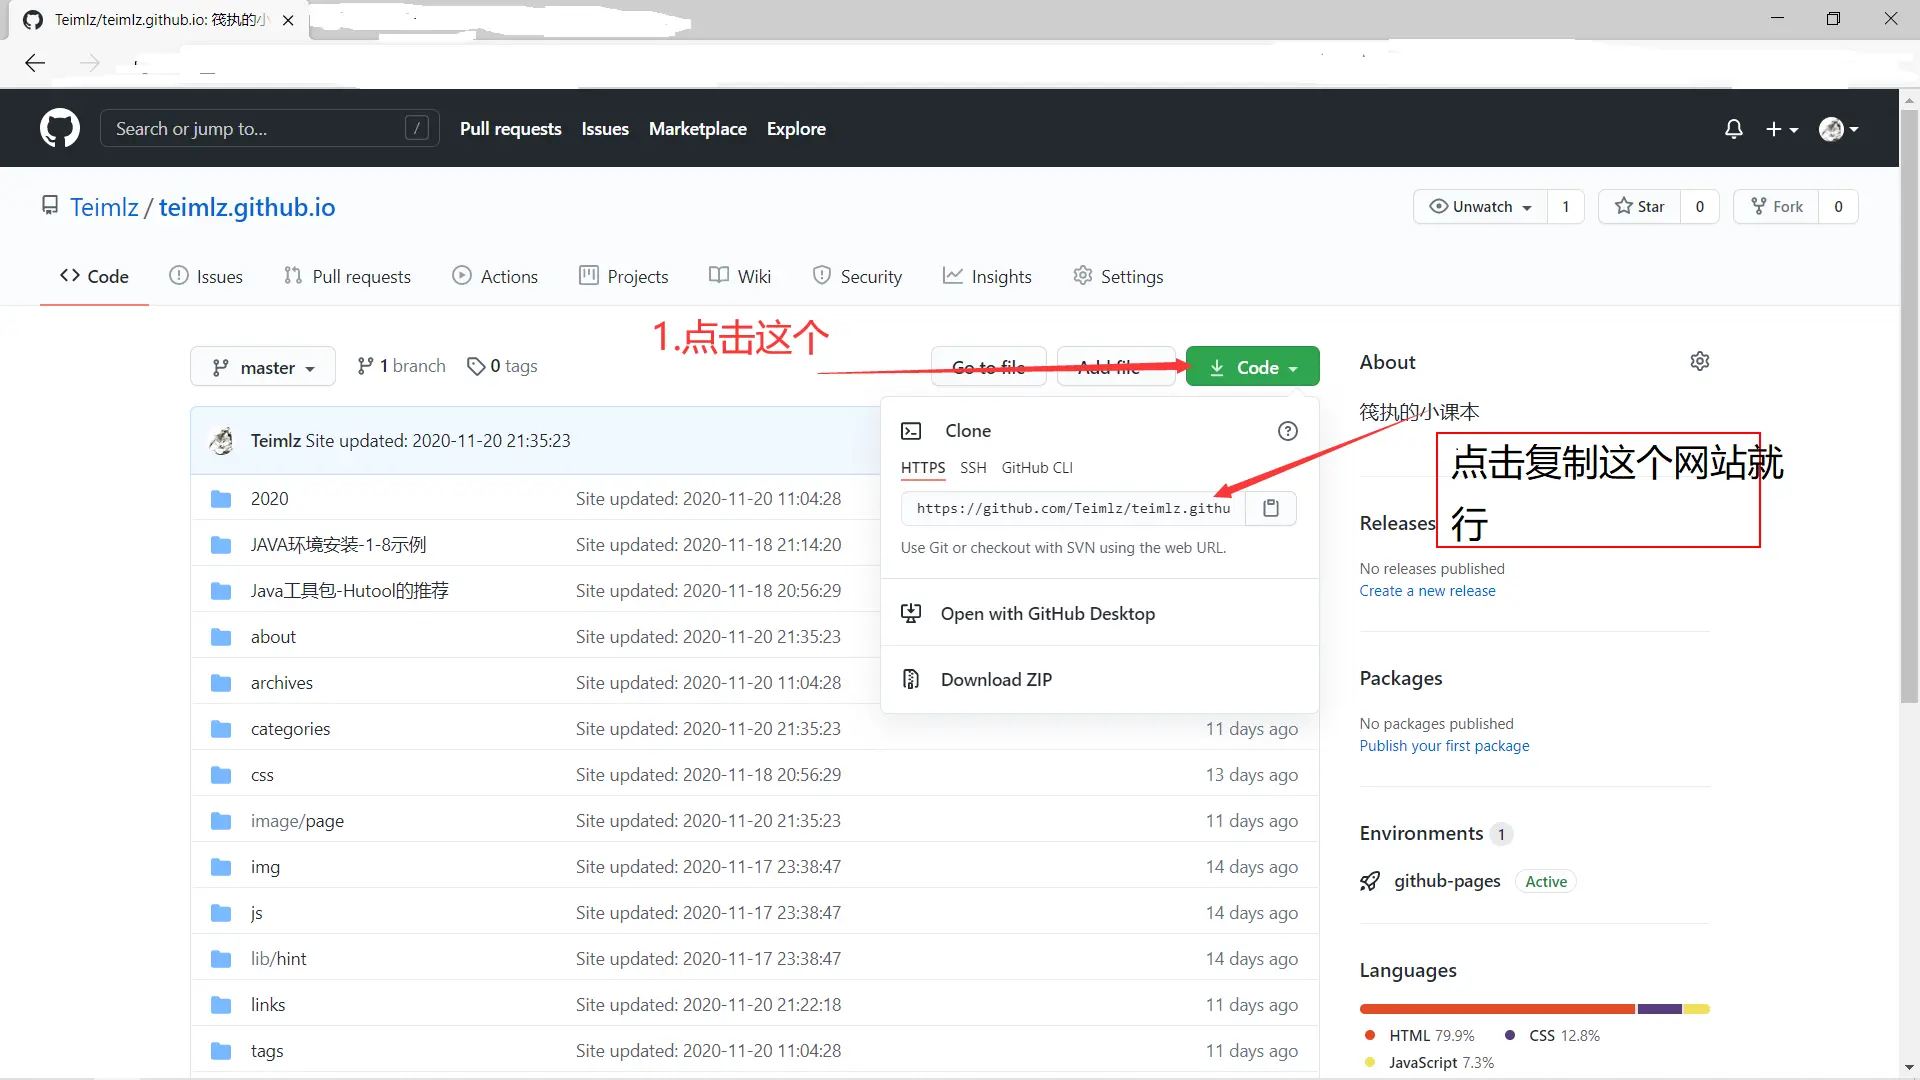 Teimlz/teimlz.github.io: 筏执的小
Search or jump to... /
Pull requests Issues Marketplace Explore
Teimlz / teimlz.github.io
Unwatch 1 Star 0 Fork 0
Code Issues Pull requests Actions Projects Wiki Security Insights Settings
1.点击这个
master 1 branch 0 tags Go to file Add file Code
Teimlz Site updated: 2020-11-20 21:35:23
2020 Site updated: 2020-11-20 11:04:28
JAVA环境安装-1-8示例 Site updated: 2020-11-18 21:14:20
Java工具包-Hutool的推荐 Site updated: 2020-11-18 20:56:29
about Site updated: 2020-11-20 21:35:23
archives Site updated: 2020-11-20 11:04:28
categories Site updated: 2020-11-20 21:35:23 11 days ago
css Site updated: 2020-11-18 20:56:29 13 days ago
image/page Site updated: 2020-11-20 21:35:23 11 days ago
img Site updated: 2020-11-17 23:38:47 14 days ago
js Site updated: 2020-11-17 23:38:47 14 days ago
lib/hint Site updated: 2020-11-17 23:38:47 14 days ago
links Site updated: 2020-11-20 21:22:18 11 days ago
tags Site updated: 2020-11-20 11:04:28 11 days ago
Clone
HTTPS SSH GitHub CLI
https://github.com/Teimlz/teimlz.githu
Use Git or checkout with SVN using the web URL.
Open with GitHub Desktop
Download ZIP
About
筏执的小课本
点击复制这个网站就
行
Releases
No releases published
Create a new release
Packages
No packages published
Publish your first package
Environments 1
github-pages Active
Languages
HTML 79.9% CSS 12.8%
JavaScript 7.3%